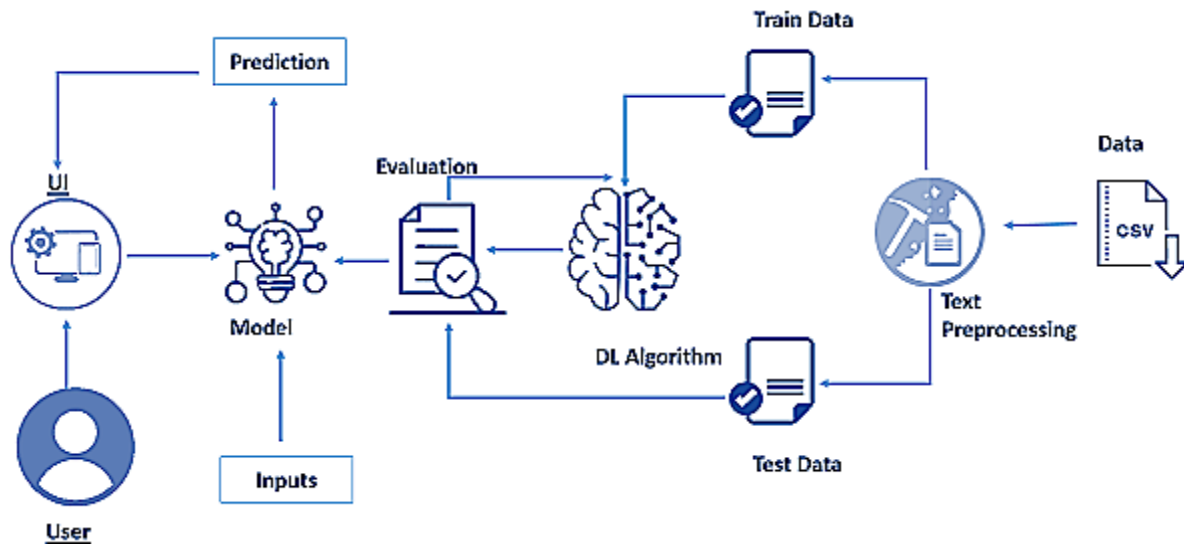 Train Data
Prediction
Data
Evaluation
UI
CSV
Model
Text
Preprocessing
DL Algorithm
Inputs
Test Data
User